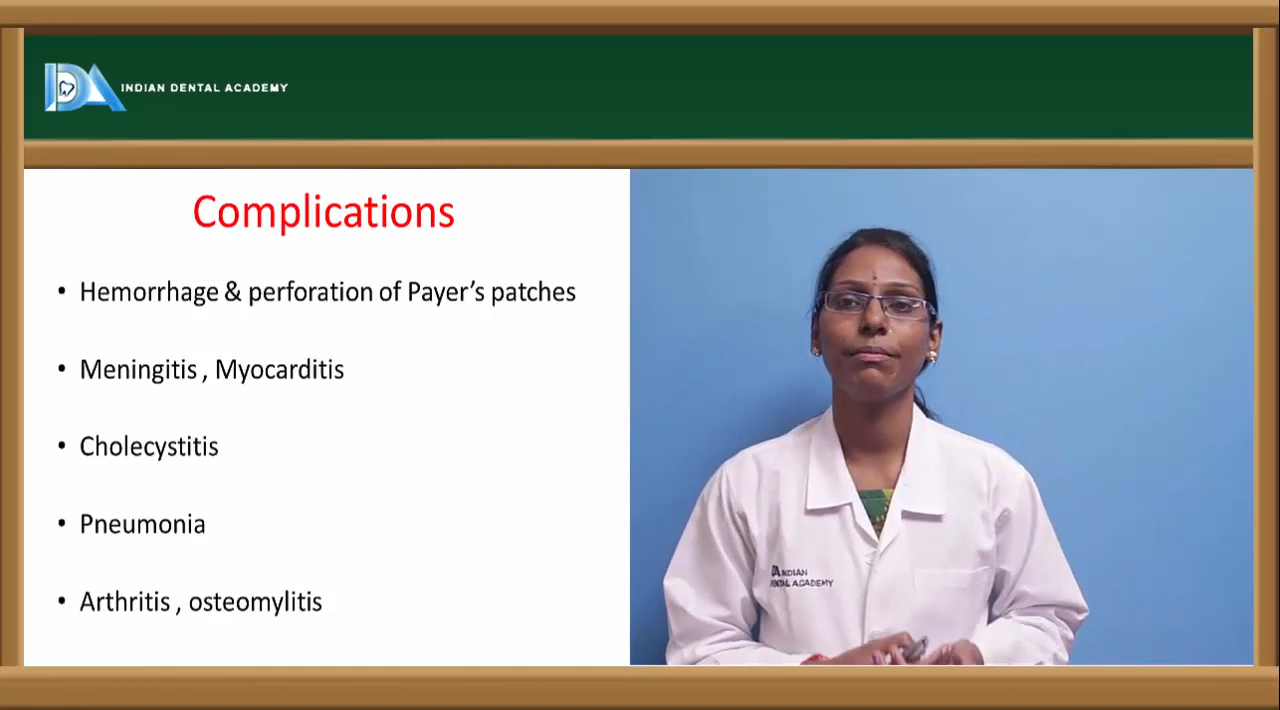 INDIAN DENTAL ACADEMY
Complications
• Hemorrhage & perforation of Payer’s patches
• Meningitis , Myocarditis
• Cholecystitis
• Pneumonia
• Arthritis , osteomylitis
INDIAN
DENTAL ACADEMY